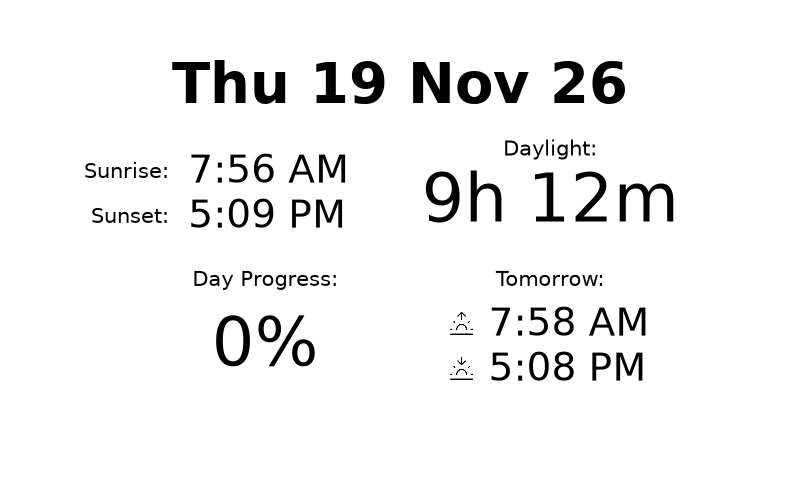 Thu 19 Nov 26
Sunrise: 7:56 AM
Sunset: 5:09 PM
Daylight:
9h 12m
Day Progress:
0%
Tomorrow:
7:58 AM
5:08 PM